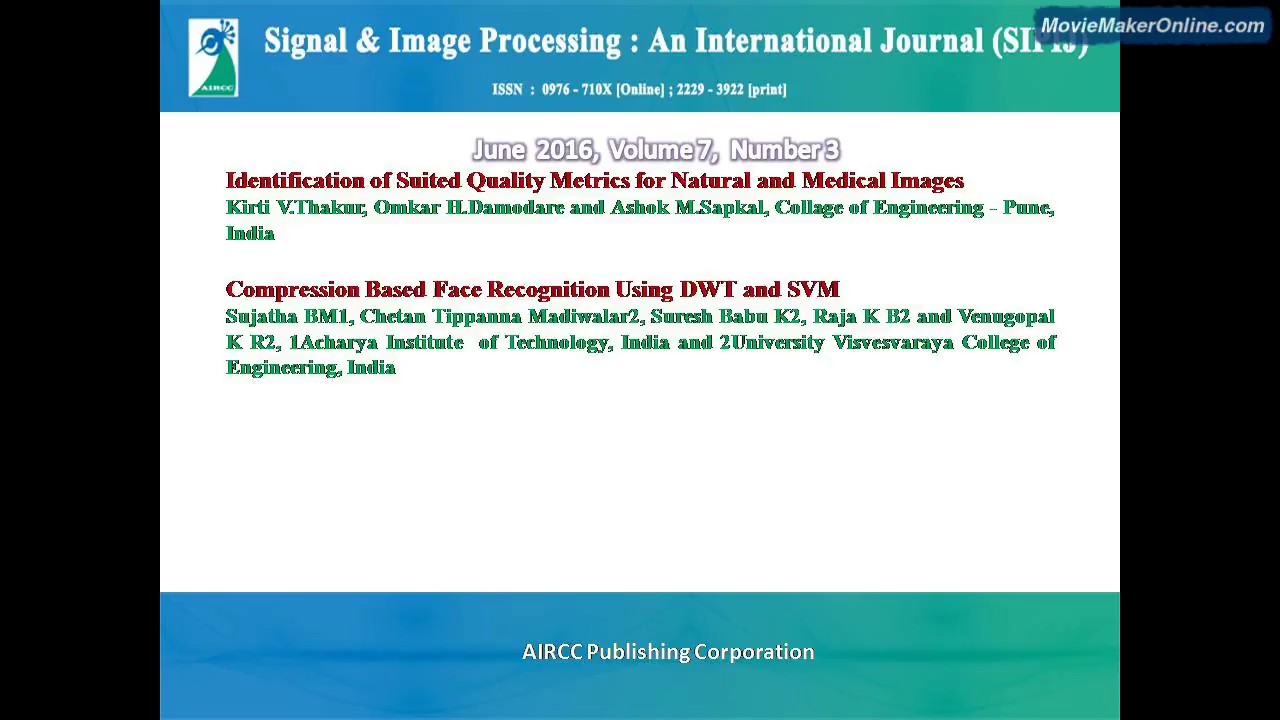 MovieMakerOnline.com
Signal & Image Processing : An International Journal (SIPIJ)
AIRCC
ISSN : 0976 - 710X [Online] ; 2229 - 3922 [print]
June 2016, Volume 7, Number 3
Identification of Suited Quality Metrics for Natural and Medical Images
Kirti V.Thakur, Omkar H.Damodare and Ashok M.Sapkal, Collage of Engineering - Pune,
India
Compression Based Face Recognition Using DWT and SVM
Sujatha BM1, Chetan Tippanna Madiwalar2, Suresh Babu K2, Raja K B2 and Venugopal
K R2, 1Acharya Institute of Technology, India and 2University Visvesvaraya College of
Engineering, India
AIRCC Publishing Corporation